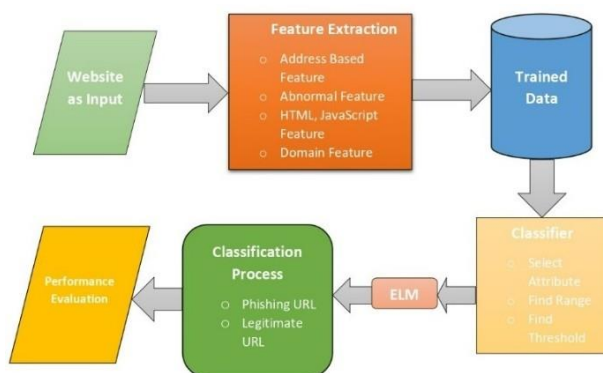 Website
as Input
Feature Extraction
o Address Based
Feature
o Abnormal Feature
o HTML, JavaScript
Feature
o Domain Feature
Trained
Data
Classifier
o Select
Attribute
o Find Range
o Find
Threshold
ELM
Classification
Process
o Phishing URL
o Legitimate
URL
Performance
Evaluation